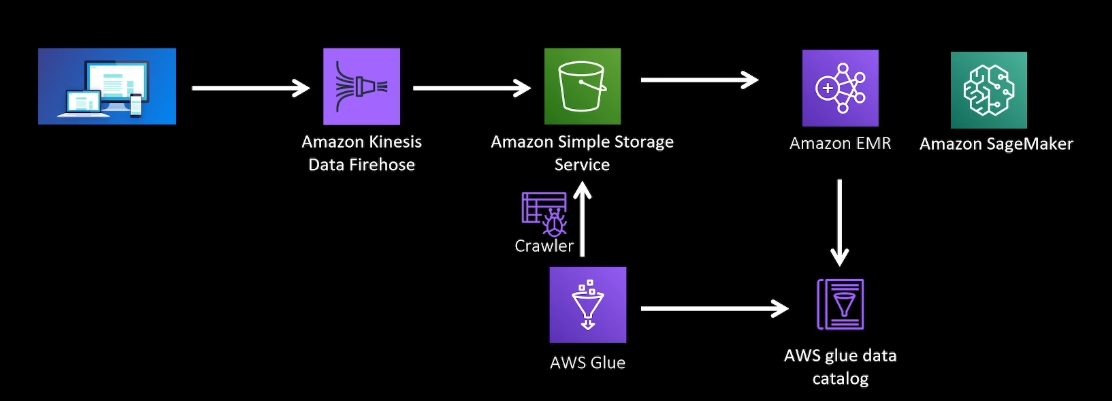 Amazon Kinesis
Data Firehose
Amazon Simple Storage
Service
Amazon EMR
Amazon SageMaker
Crawler
AWS Glue
AWS glue data
catalog